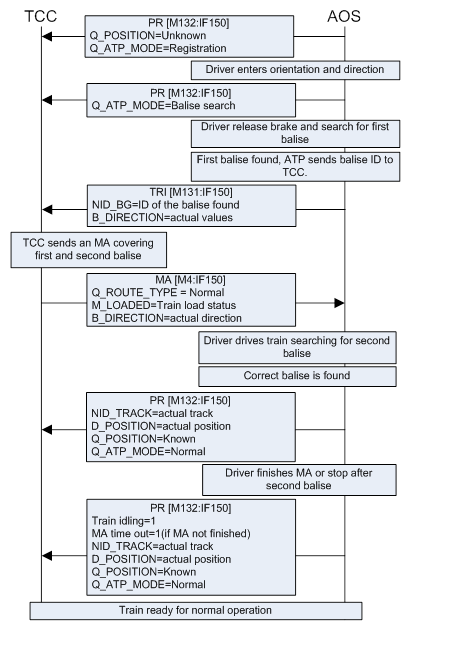 TCC
AOS
PR [M132:IF150]
Q_POSITION=Unknown
Q_ATP_MODE=Registration
Driver enters orientation and direction
PR [M132:IF150]
Q_ATP_MODE=Balise search
Driver release brake and search for first
balise
First balise found, ATP sends balise ID to
TCC.
TRI [M131:IF150]
NID_BG=ID of the balise found
B_DIRECTION=actual values
TCC sends an MA covering
first and second balise
MA [M4:IF150]
Q_ROUTE_TYPE = Normal
M_LOADED=Train load status
B_DIRECTION=actual direction
Driver drives train searching for second
balise
Correct balise is found
PR [M132:IF150]
NID_TRACK=actual track
D_POSITION=actual position
Q_POSITION=Known
Q_ATP_MODE=Normal
Driver finishes MA or stop after
second balise
PR [M132:IF150]
Train idling=1
MA time out=1(if MA not finished)
NID_TRACK=actual track
D_POSITION=actual position
Q_POSITION=Known
Q_ATP_MODE=Normal
Train ready for normal operation